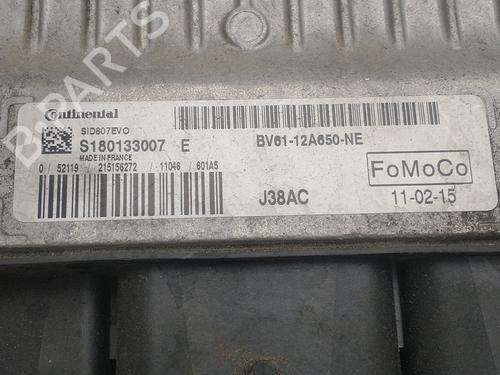 Continental
SID807EVO
S180133007 E
MADE IN FRANCE
0 / 52119 / 215156272 / 11046 / 601A5
BV61-12A650-NE
FoMoCo
J38AC
11-02-15
B-PARTS